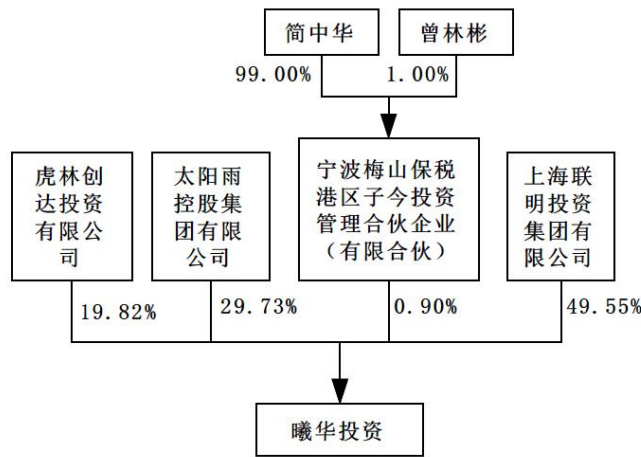 简中华
曾林彬
99.00%
1.00%
虎林创
达投资
有限公
司
太阳雨
控股集
团有限
公司
宁波梅山保税
港区子今投资
管理合伙企业
（有限合伙）
上海联
明投资
集团有
限公司
19.82%
29.73%
0.90%
49.55%
曦华投资